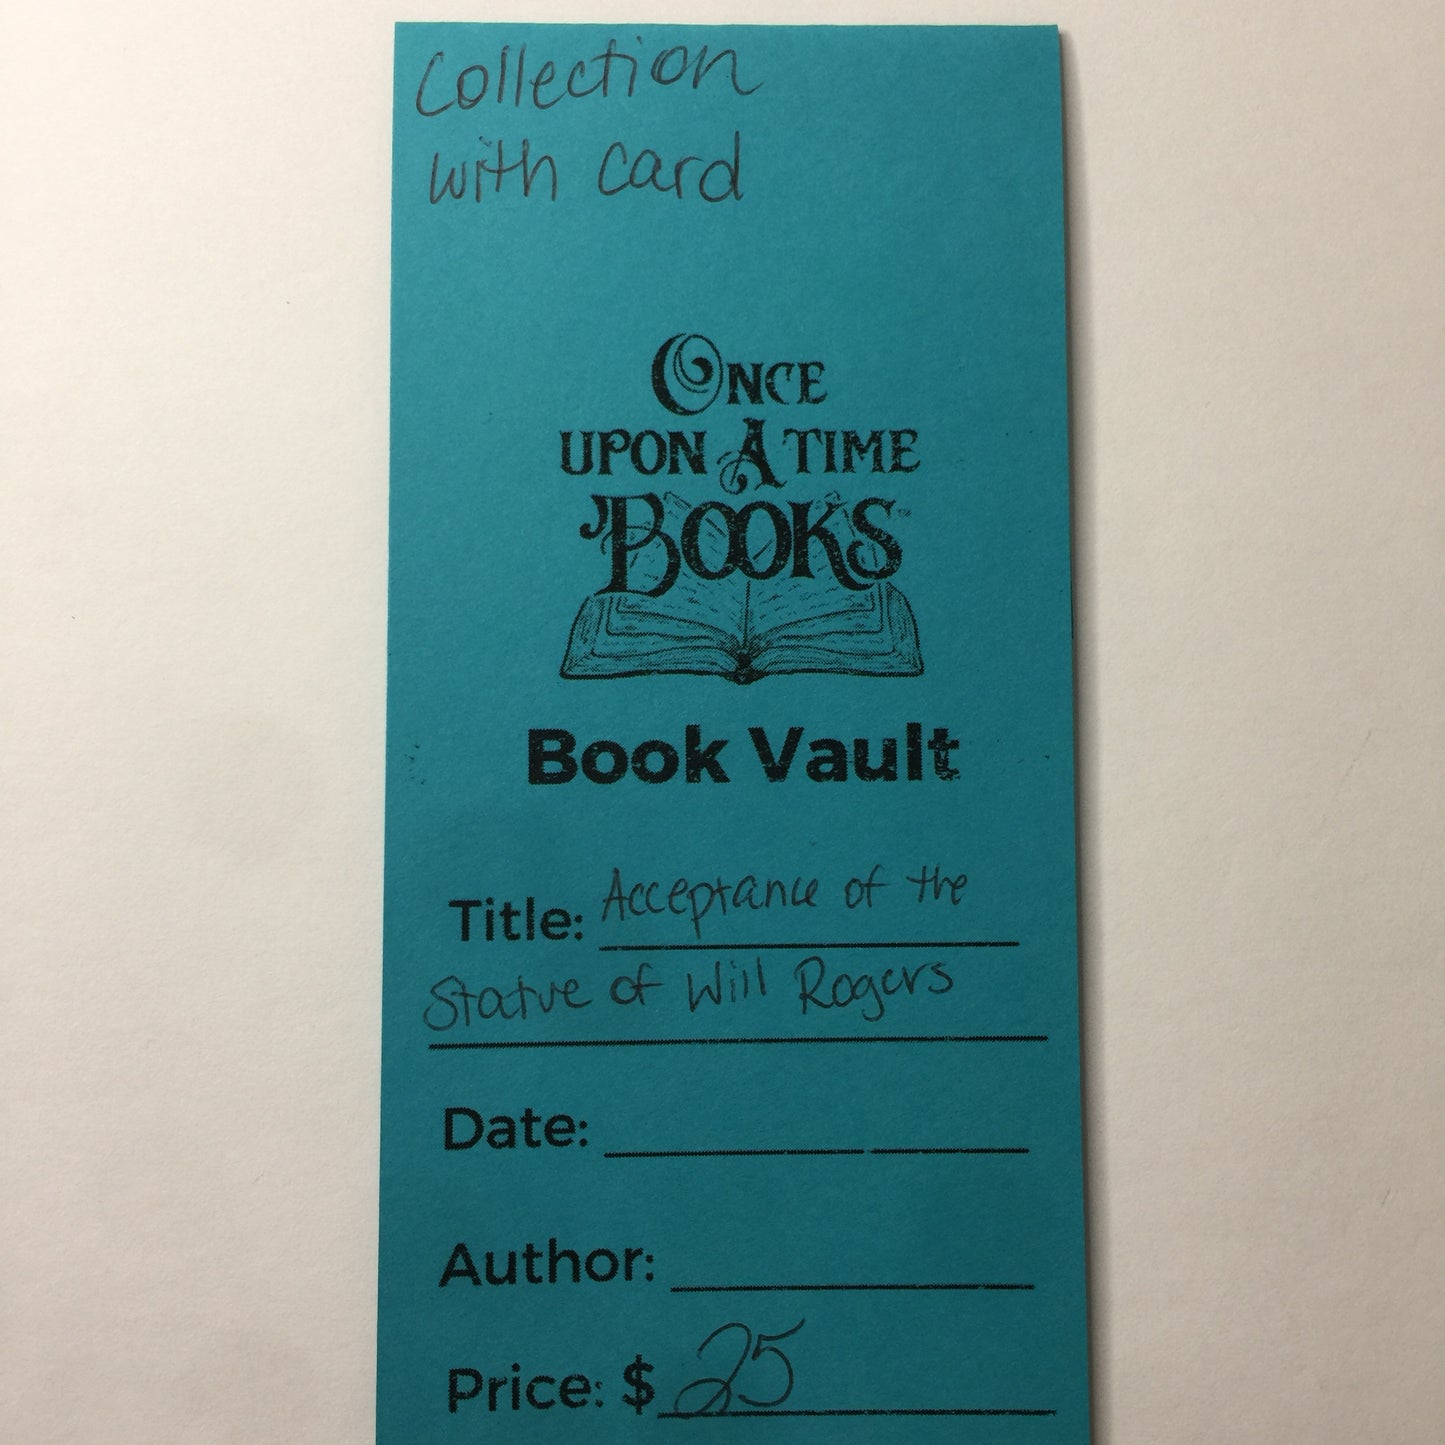 Collection
with card
ONCE
UPON A TIME
BOOKS
Book Vault
Title: Acceptance of the
Statue of Will Rogers
Date:
Author:
Price: $ 25